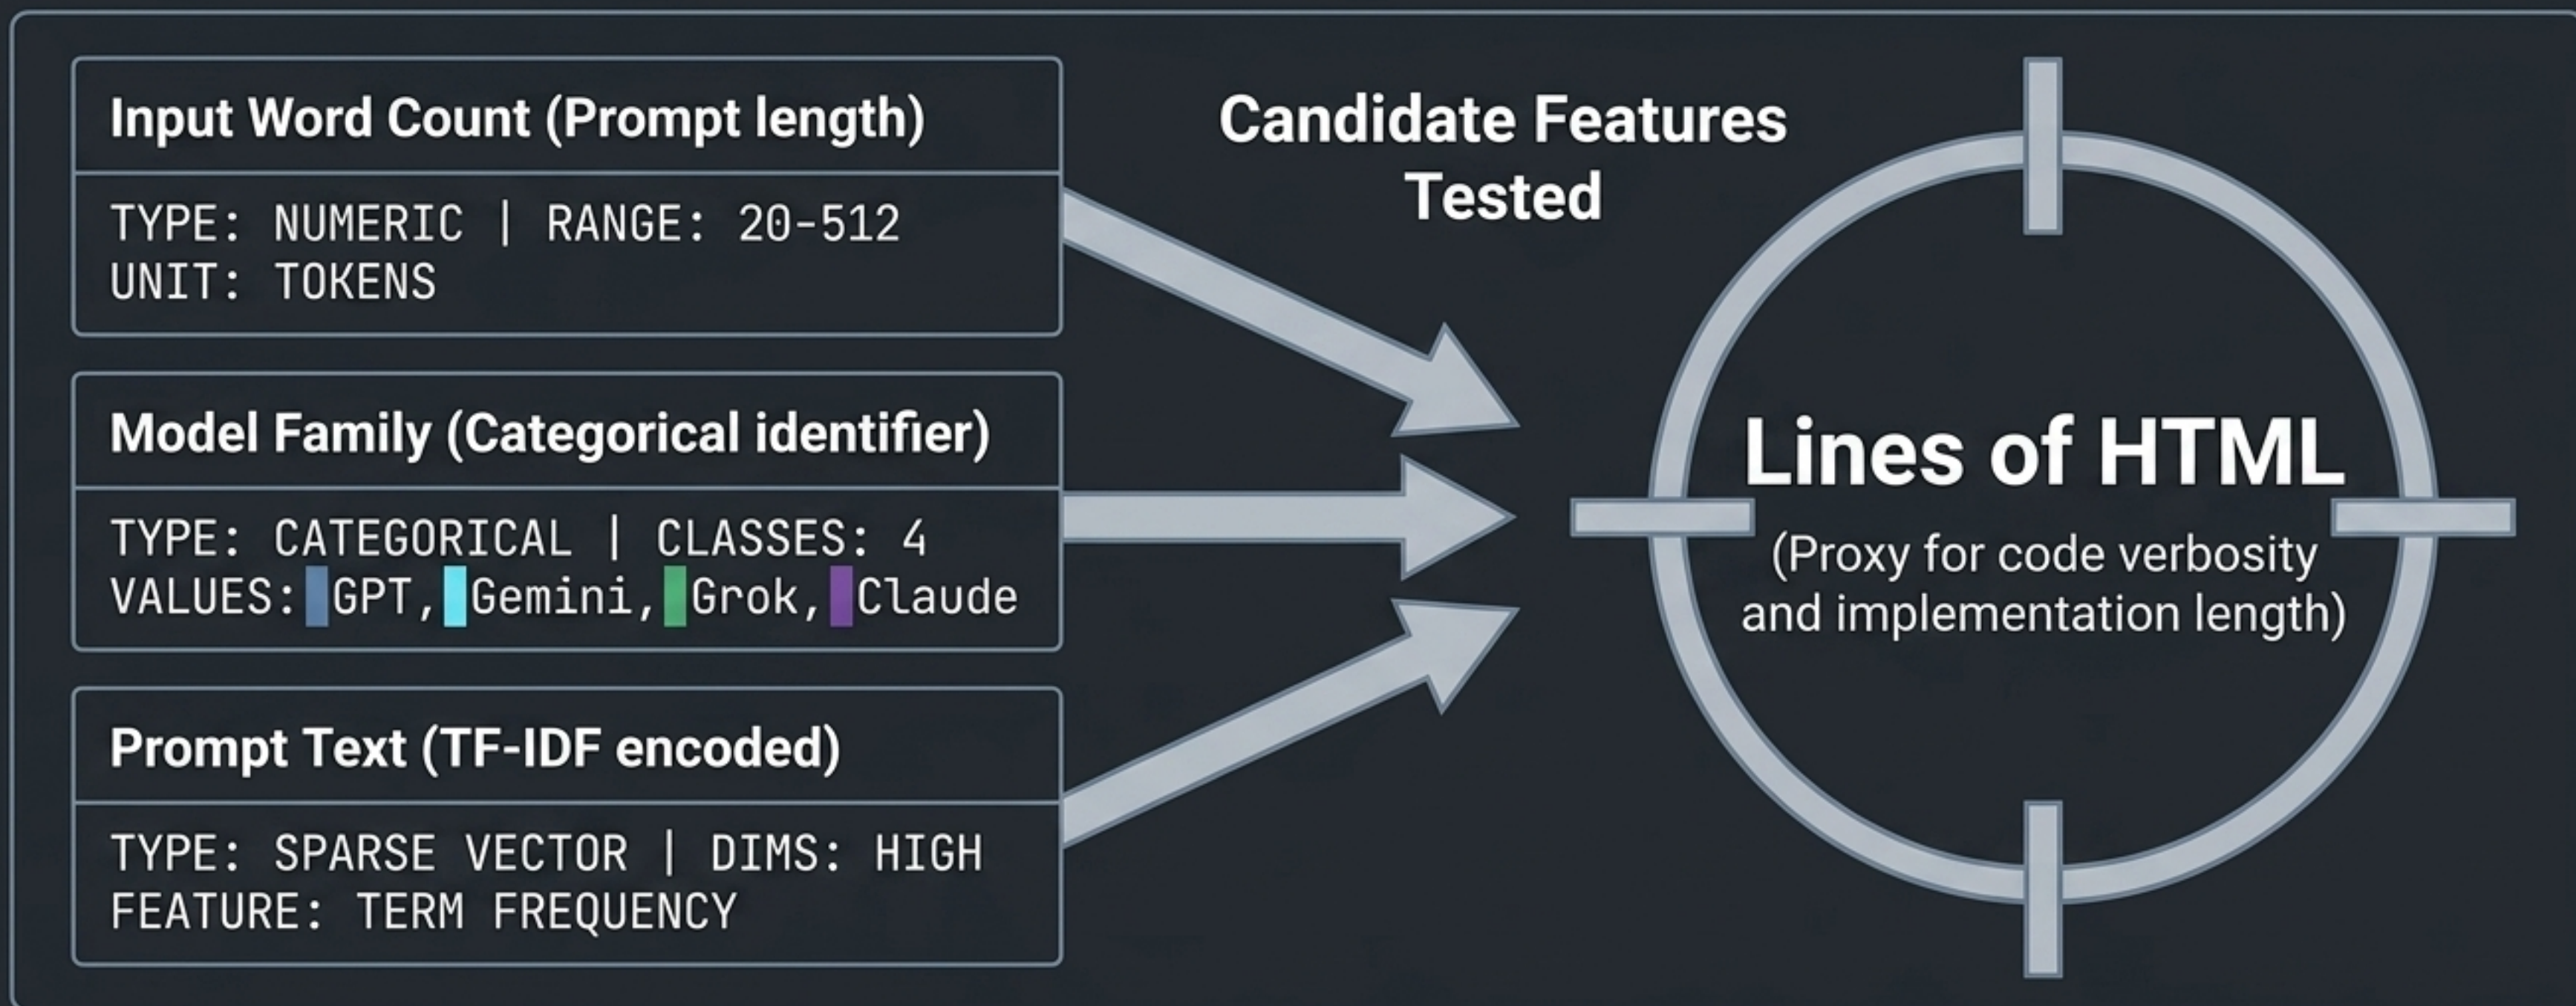 Input Word Count (Prompt length)
TYPE: NUMERIC | RANGE: 20-512
UNIT: TOKENS
Model Family (Categorical identifier)
TYPE: CATEGORICAL | CLASSES: 4
VALUES: GPT, Gemini, Grok, Claude
Prompt Text (TF-IDF encoded)
TYPE: SPARSE VECTOR | DIMS: HIGH
FEATURE: TERM FREQUENCY
Candidate Features
Tested
Lines of HTML
(Proxy for code verbosity
and implementation length)